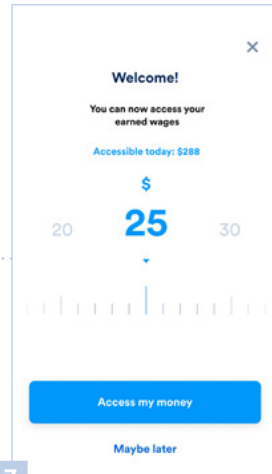 ×
Welcome!
You can now access your
earned wages
Accessible today: $288
$
20 25 30
Access my money
Maybe later
7